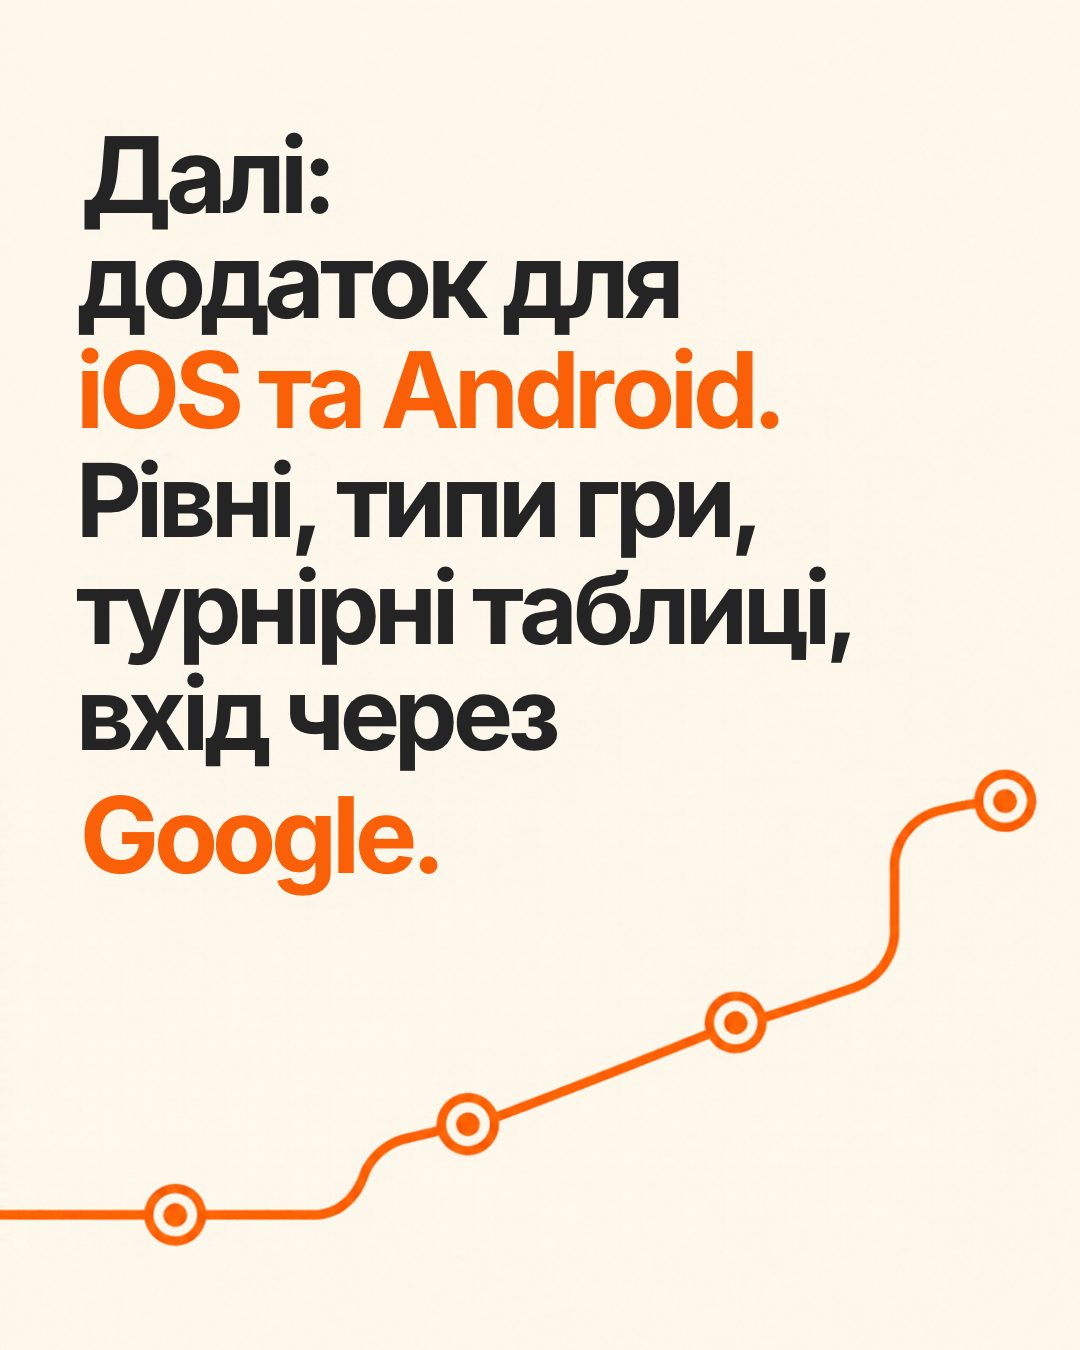 Далі:
додаток для
iOS та Android.
Рівні, типи гри,
турнірні таблиці,
вхід через
Google.